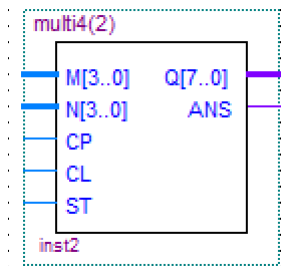 multi4(2)
M[3..0] Q[7..0]
N[3..0] ANS
CP
CL
ST
inst2